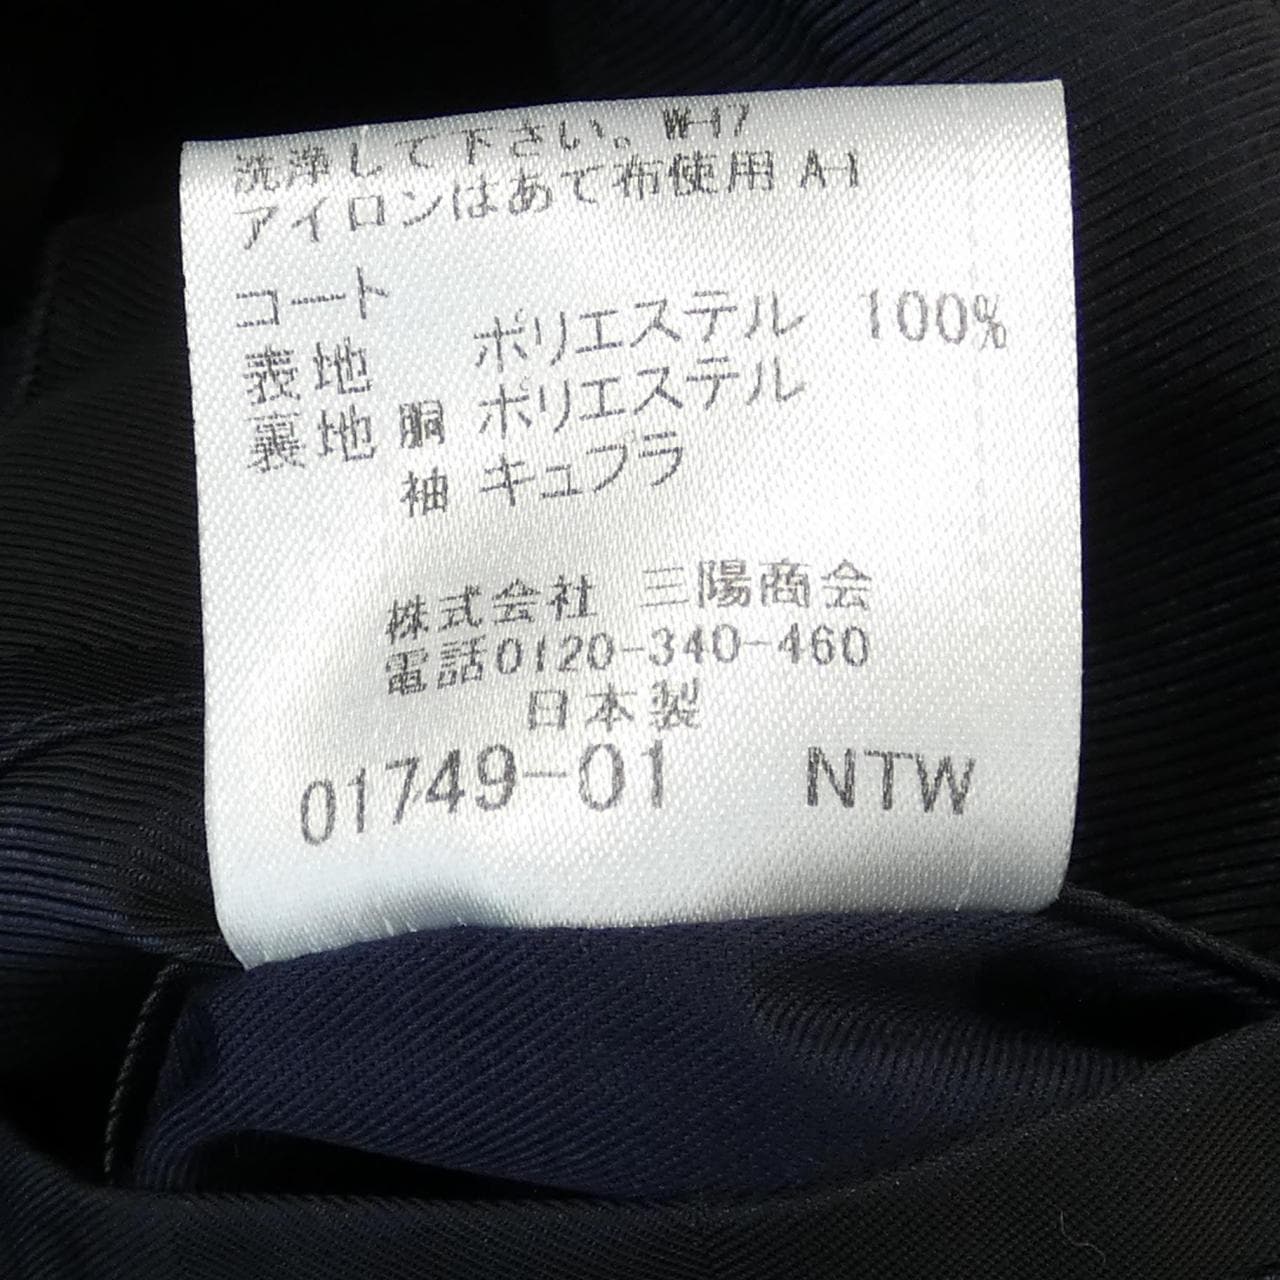 洗浄して下さい。W-17
アイロンはあて布使用 A-1
コート
表地 ポリエステル 100%
裏地 胴 ポリエステル
袖 キュプラ
株式会社 三陽商会
電話0120-340-460
日本製
01749-01 NTW